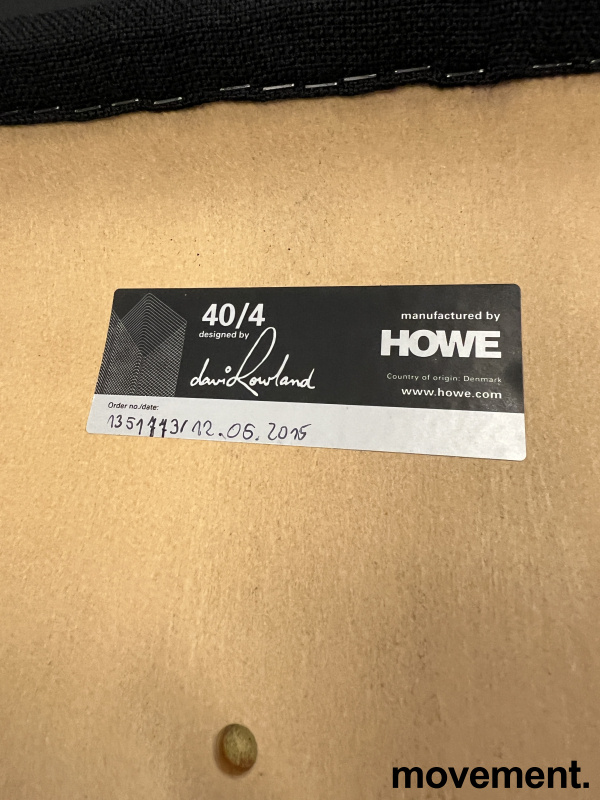 40/4
designed by
david Rowland
manufactured by
HOWE
Country of origin: Denmark
www.howe.com
Order no./date:
12.06.2015
movement.